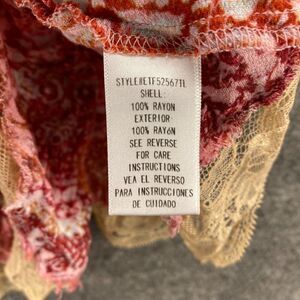 STYLE#ETF52567TL
SHELL:
100% RAYON
EXTERIOR
100% RAY6N
SEE REVERSE
FOR CARE
INSTRUCTIONS
VEA EL REVERSO
PARA INSTRUCCIONES
DE CUIDADO